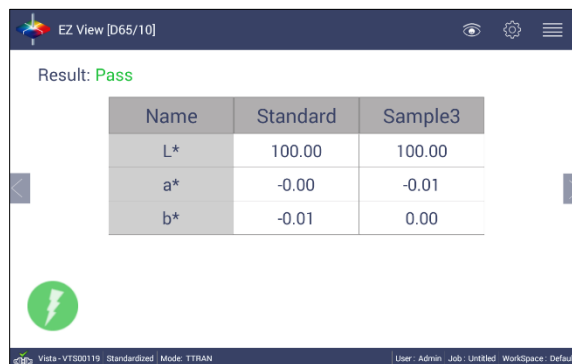 EZ View [D65/10]
Result: Pass
Name Standard Sample3
L* 100.00 100.00
a* -0.00 -0.01
b* -0.01 0.00
Vista - VTS00119 Standardized Mode: TTRAN User: Admin Job: Untitled WorkSpace: Defaul